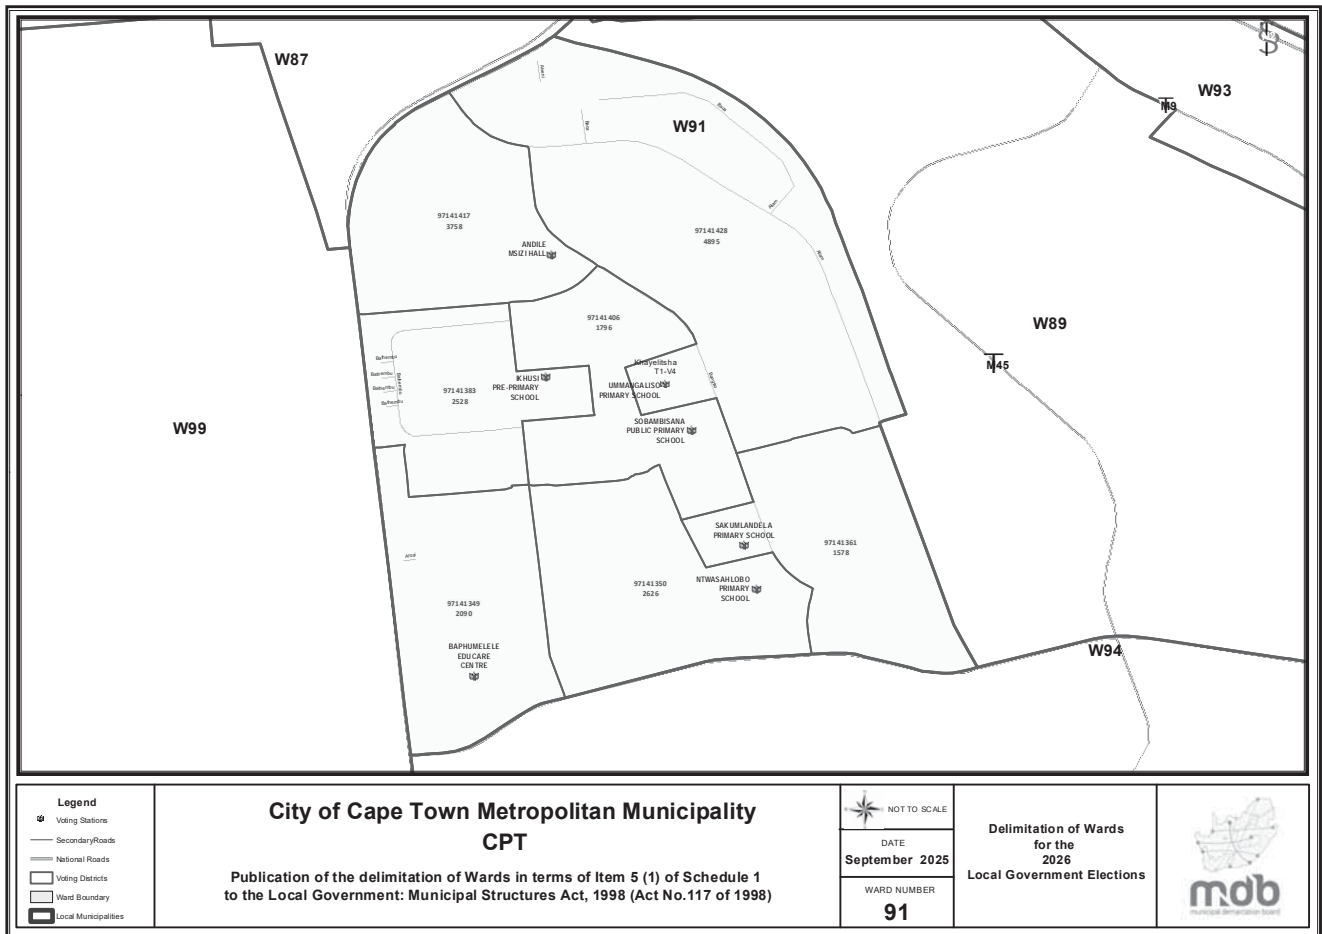 W87
W93
M9
W91
W89
M45
W99
W94
97141417
3758
ANDILE
MSIZI HALL
97141428
4895
97141406
1796
Khayelitsha
T1-V4
IKHUSI
PRE-PRIMARY
SCHOOL
UMMANGALISO
PRIMARY SCHOOL
97141383
2528
SOBAMBISANA
PUBLIC PRIMARY
SCHOOL
SAKUMLANDELA
PRIMARY SCHOOL
97141361
1578
NTWASAHLOBO
PRIMARY
SCHOOL
97141350
2626
97141349
2090
BAPHUMELELE
EDUCARE
CENTRE
Legend
Voting Stations
SecondaryRoads
National Roads
Voting Districts
Ward Boundary
Local Municipalities
City of Cape Town Metropolitan Municipality
CPT
Publication of the delimitation of Wards in terms of Item 5 (1) of Schedule 1
to the Local Government: Municipal Structures Act, 1998 (Act No.117 of 1998)
NOT TO SCALE
DATE
September 2025
WARD NUMBER
91
Delimitation of Wards
for the
2026
Local Government Elections
mdb
municipal demarcation board